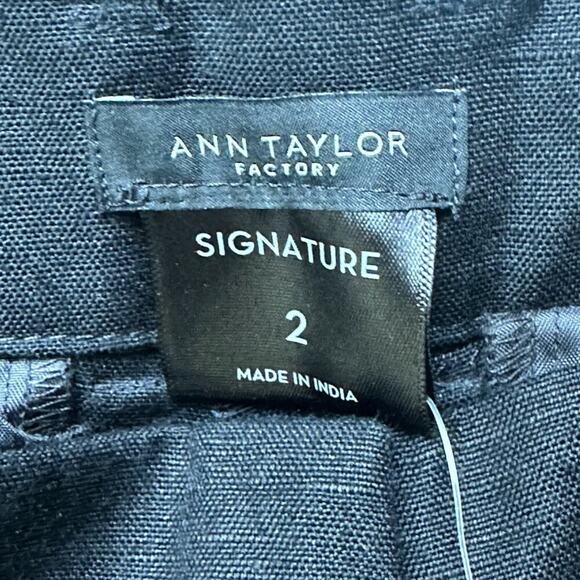 ANN TAYLOR
FACTORY
SIGNATURE
2
MADE IN INDIA